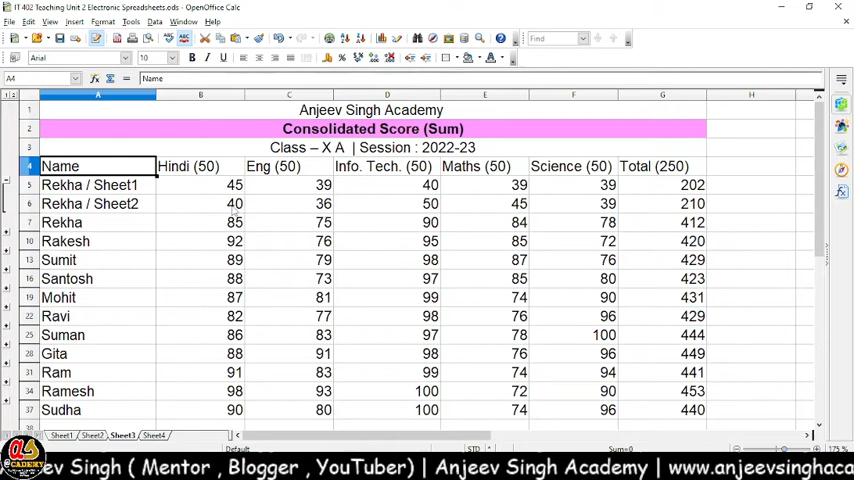 IT 402 Teaching Unit 2 Electronic Spreadsheets.ods - OpenOffice Calc
File Edit View Insert Format Tools Data Window Help
Find
Arial 10
A4 Name
A B C D E F G H
1 Anjeev Singh Academy
2 Consolidated Score (Sum)
3 Class – X A | Session : 2022-23
4 Name Hindi (50) Eng (50) Info. Tech. (50) Maths (50) Science (50) Total (250)
5 Rekha / Sheet1 45 39 40 39 39 202
6 Rekha / Sheet2 40 36 50 45 39 210
7 Rekha 85 75 90 84 78 412
10 Rakesh 92 76 95 85 72 420
13 Sumit 89 79 98 87 76 429
16 Santosh 88 73 97 85 80 423
19 Mohit 87 81 99 74 90 431
22 Ravi 82 77 98 76 96 429
25 Suman 86 83 97 78 100 444
28 Gita 88 91 98 76 96 449
31 Ram 91 83 99 74 94 441
34 Ramesh 98 93 100 72 90 453
37 Sudha 90 80 100 74 96 440
38
Sheet1 Sheet2 Sheet3 Sheet4
Default STD * Sum=0 175 %
ACADEMY
eev Singh ( Mentor , Blogger , YouTuber) | Anjeev Singh Academy | www.anjeevsinghaca